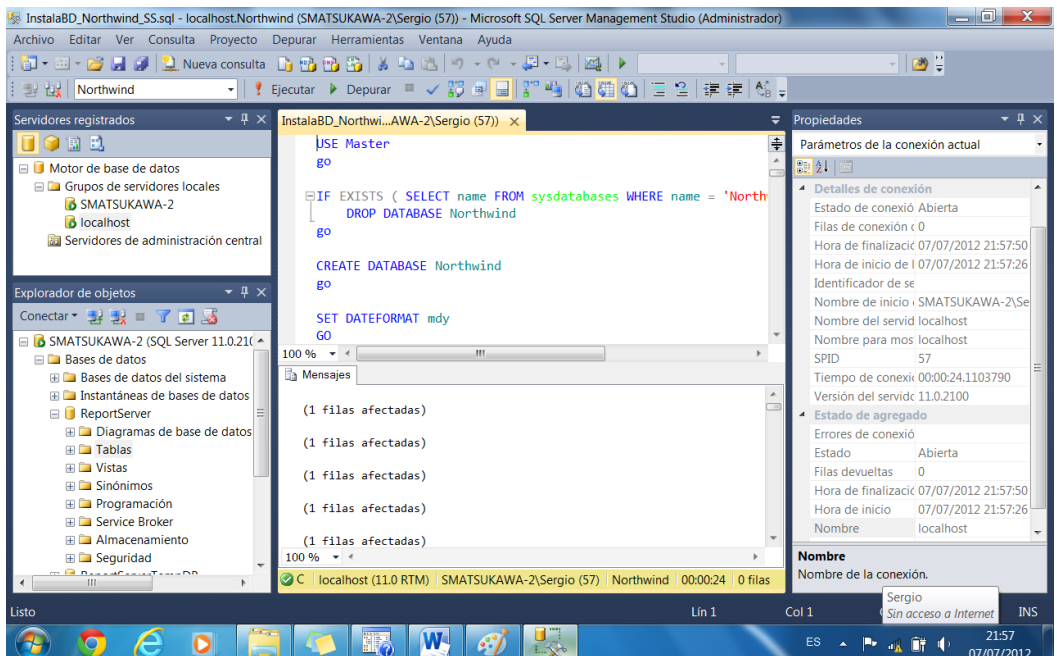 InstalaBD_Northwind_SS.sql - localhost.Northwind (SMATSUKAWA-2\Sergio (57)) - Microsoft SQL Server Management Studio (Administrador)
Archivo Editar Ver Consulta Proyecto Depurar Herramientas Ventana Ayuda
Nueva consulta
Northwind
Ejecutar Depurar
Servidores registrados
Motor de base de datos
Grupos de servidores locales
SMATSUKAWA-2
localhost
Servidores de administración central
Explorador de objetos
Conectar
SMATSUKAWA-2 (SQL Server 11.0.210
Bases de datos
Bases de datos del sistema
Instantáneas de bases de datos
ReportServer
Diagramas de base de datos
Tablas
Vistas
Sinónimos
Programación
Service Broker
Almacenamiento
Seguridad
InstalaBD_Northwi...AWA-2\Sergio (57))
USE Master
go
IF EXISTS ( SELECT name FROM sysdatabases WHERE name = 'North
DROP DATABASE Northwind
go
CREATE DATABASE Northwind
go
SET DATEFORMAT mdy
GO
100 %
Mensajes
(1 filas afectadas)
(1 filas afectadas)
(1 filas afectadas)
(1 filas afectadas)
(1 filas afectadas)
100 %
C localhost (11.0 RTM) SMATSUKAWA-2\Sergio (57) Northwind 00:00:24 0 filas
Propiedades
Parámetros de la conexión actual
Detalles de conexión
Estado de conexió Abierta
Filas de conexión 0
Hora de finalizació 07/07/2012 21:57:50
Hora de inicio de l 07/07/2012 21:57:26
Identificador de se
Nombre de inicio SMATSUKAWA-2\Se
Nombre del servid localhost
Nombre para mos localhost
SPID 57
Tiempo de conexi 00:00:24.1103790
Versión del servido 11.0.2100
Estado de agregado
Errores de conexió
Estado Abierta
Filas devueltas 0
Hora de finalizació 07/07/2012 21:57:50
Hora de inicio 07/07/2012 21:57:26
Nombre localhost
Nombre
Nombre de la conexión.
Sergio
Sin acceso a Internet
Listo
Lín 1 Col 1 INS
ES
21:57
07/07/2012